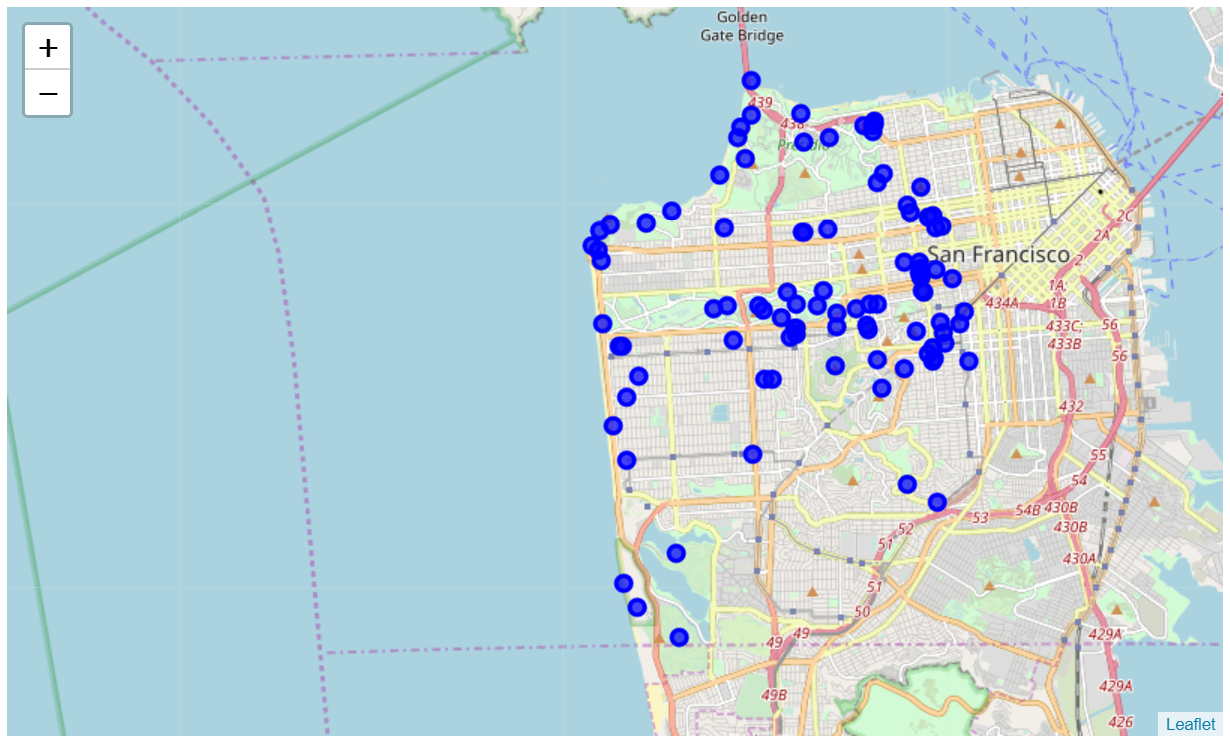 +
−
Golden
Gate Bridge
439
438
2C
2A
San Francisco
2
1A;
1B
434A
433C;
433B
56
56
432
55
54
54B
430B
430B
53
52
51
430A
51
50
49
49
429A
49B
429A
426
Leaflet